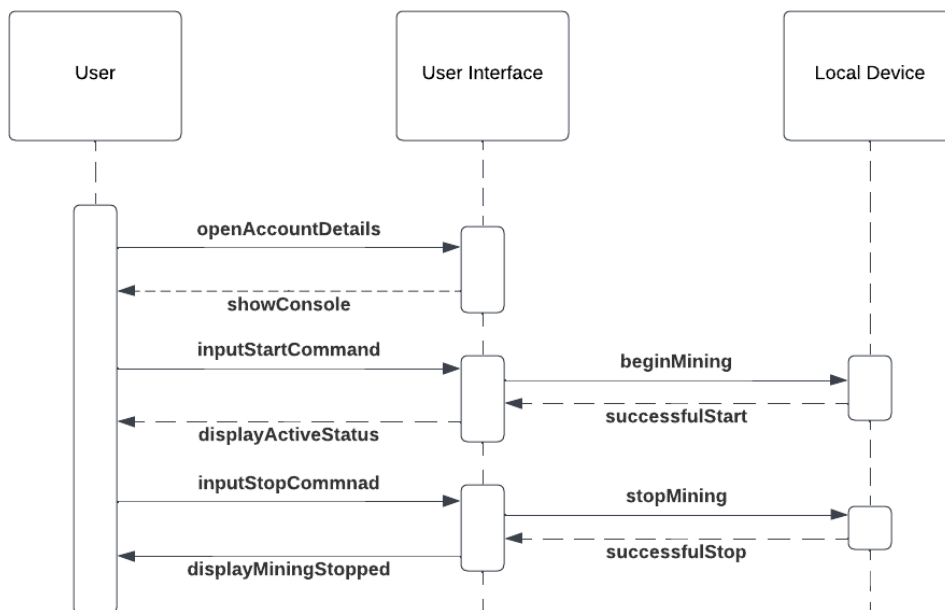 User
User Interface
Local Device
openAccountDetails
showConsole
inputStartCommand
beginMining
successfulStart
displayActiveStatus
inputStopCommnad
stopMining
successfulStop
displayMiningStopped